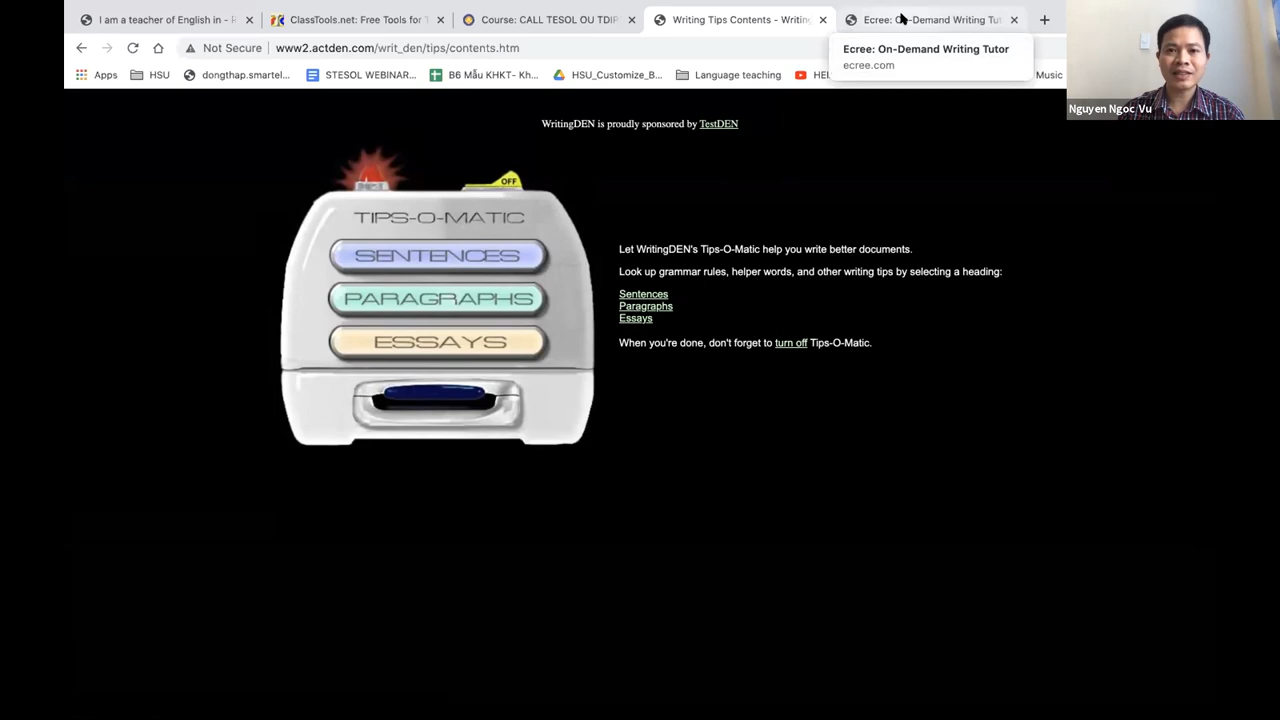 I am a teacher of English in - R
ClassTools.net: Free Tools for T
Course: CALL TESOL OU TDIP
Writing Tips Contents - Writing
Ecree: On-Demand Writing Tut
Not Secure
www2.actden.com/writ_den/tips/contents.htm
Ecree: On-Demand Writing Tutor
ecree.com
Apps
HSU
dongthap.smartel...
STESOL WEBINAR...
B6 Mẫu KHKT- Kh...
HSU_Customize_B...
Language teaching
Music
Nguyen Ngoc Vu
WritingDEN is proudly sponsored by TestDEN
OFF
TIPS-O-MATIC
SENTENCES
PARAGRAPHS
ESSAYS
Let WritingDEN's Tips-O-Matic help you write better documents.
Look up grammar rules, helper words, and other writing tips by selecting a heading:
Sentences
Paragraphs
Essays
When you're done, don't forget to turn off Tips-O-Matic.